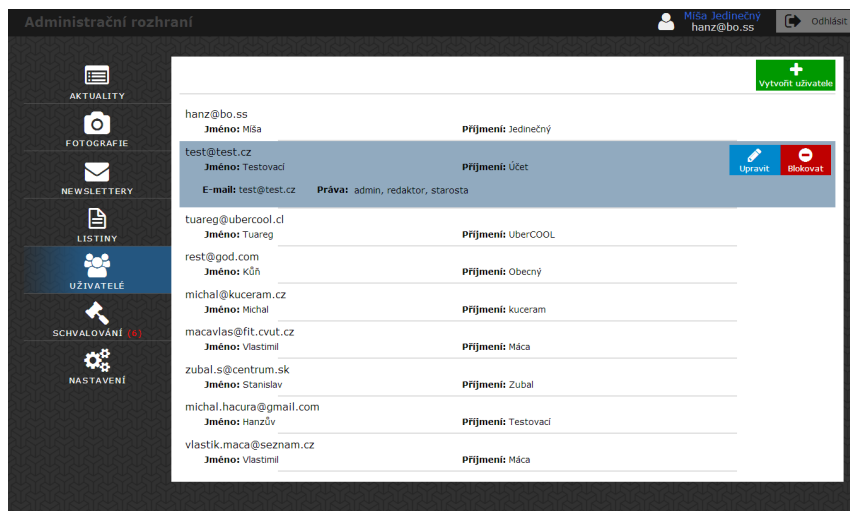 Administrační rozhraní
Míša Jedinečný
hanz@bo.ss
Odhlásit
AKTUALITY
FOTOGRAFIE
NEWSLETTERY
LISTINY
UŽIVATELÉ
SCHVALOVÁNÍ (6)
NASTAVENÍ
Vytvořit uživatele
hanz@bo.ss
Jméno: Míša Příjmení: Jedinečný
test@test.cz
Jméno: Testovací Příjmení: Účet
Upravit Blokovat
E-mail: test@test.cz Práva: admin, redaktor, starosta
tuareg@ubercool.cl
Jméno: Tuareg Příjmení: UberCOOL
rest@god.com
Jméno: Kůň Příjmení: Obecný
michal@kuceram.cz
Jméno: Michal Příjmení: kuceram
macavlas@fit.cvut.cz
Jméno: Vlastimil Příjmení: Máca
zubal.s@centrum.sk
Jméno: Stanislav Příjmení: Zubal
michal.hacura@gmail.com
Jméno: Hanzův Příjmení: Testovací
vlastik.maca@seznam.cz
Jméno: Vlastimil Příjmení: Máca